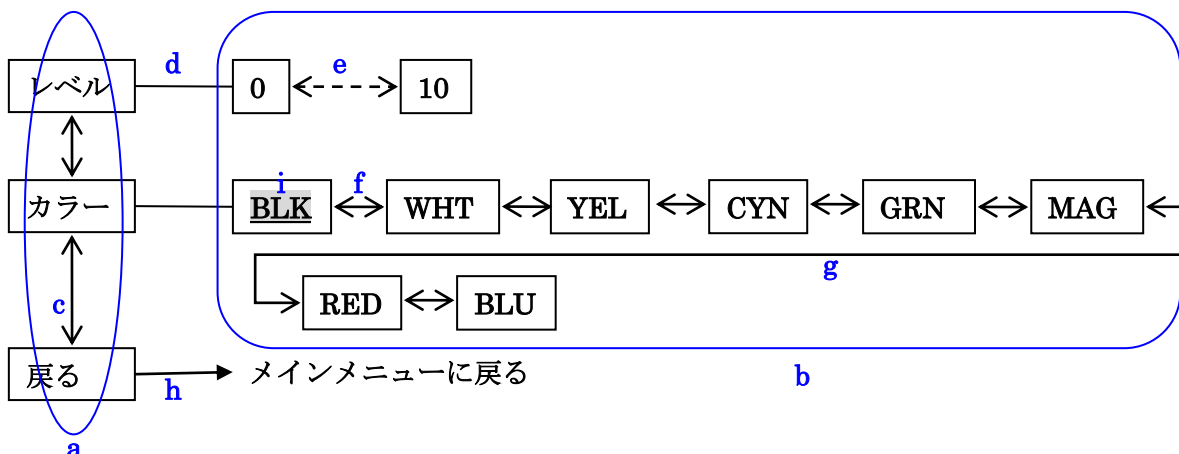 d e
レベル 0 10
i f
カラー BLK WHT YEL CYN GRN MAG
g
c RED BLU
戻る メインメニューに戻る
h b
a